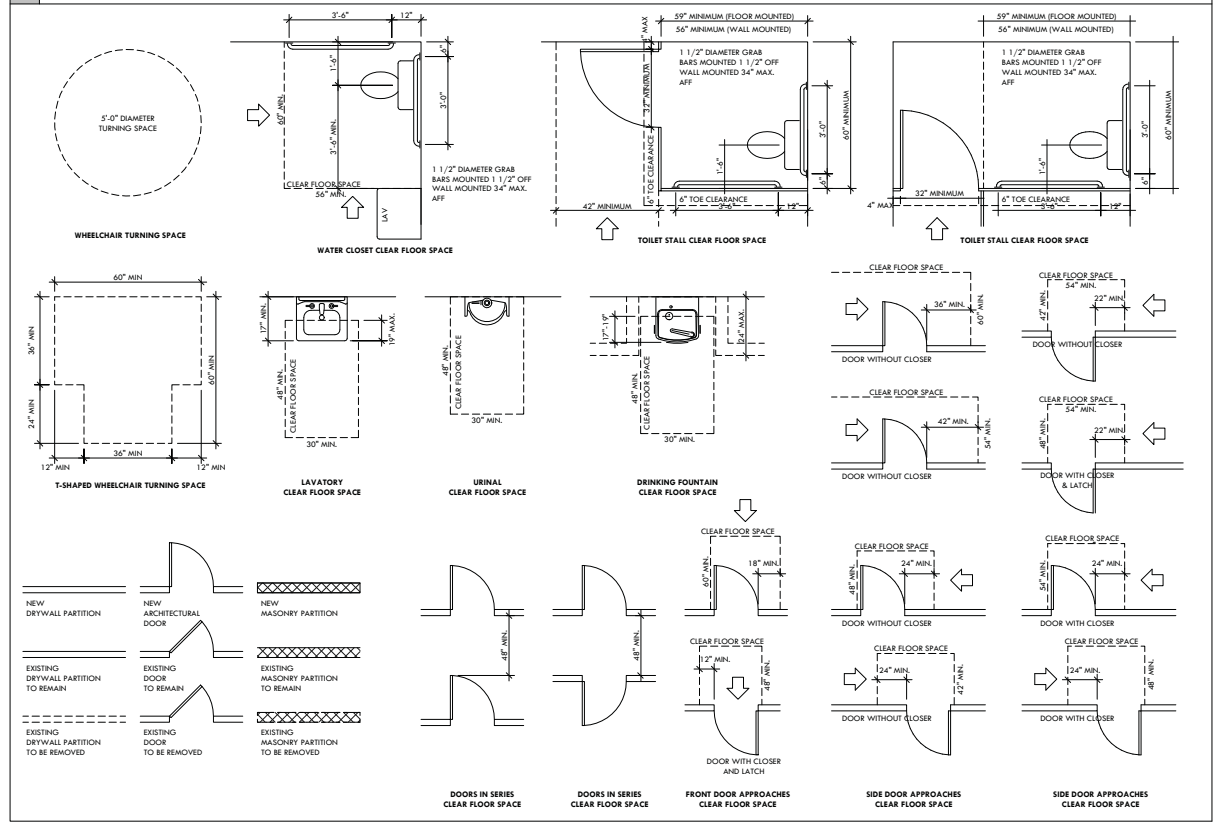 5'-0" DIAMETER
TURNING SPACE
WHEELCHAIR TURNING SPACE
3'-6"
12"
6"
1'-6"
3'-0"
60" MIN.
3'-6" MIN.
CLEAR FLOOR SPACE
56" MIN.
LAV
1 1/2" DIAMETER GRAB
BARS MOUNTED 1 1/2" OFF
WALL MOUNTED 34" MAX.
AFF
WATER CLOSET CLEAR FLOOR SPACE
59" MINIMUM (FLOOR MOUNTED)
56" MINIMUM (WALL MOUNTED)
4" MAX
1 1/2" DIAMETER GRAB
BARS MOUNTED 1 1/2" OFF
WALL MOUNTED 34" MAX.
AFF
32" MINIMUM
6" TOE CLEARANCE
3'-0"
60" MINIMUM
1'-6"
6"
6" TOE CLEARANCE
42" MINIMUM
3'-6"
12"
TOILET STALL CLEAR FLOOR SPACE
59" MINIMUM (FLOOR MOUNTED)
56" MINIMUM (WALL MOUNTED)
1 1/2" DIAMETER GRAB
BARS MOUNTED 1 1/2" OFF
WALL MOUNTED 34" MAX.
AFF
3'-0"
60" MINIMUM
1'-6"
6"
32" MINIMUM
6" TOE CLEARANCE
4" MAX
3'-6"
12"
TOILET STALL CLEAR FLOOR SPACE
60" MIN
36" MIN
60" MIN
24" MIN
36" MIN
12" MIN
12" MIN
T-SHAPED WHEELCHAIR TURNING SPACE
17" MIN
19" MAX.
48" MIN.
CLEAR FLOOR SPACE
30" MIN.
LAVATORY
CLEAR FLOOR SPACE
48" MIN.
CLEAR FLOOR SPACE
30" MIN.
URINAL
CLEAR FLOOR SPACE
17"-19"
24" MAX.
48" MIN.
CLEAR FLOOR SPACE
30" MIN.
DRINKING FOUNTAIN
CLEAR FLOOR SPACE
CLEAR FLOOR SPACE
36" MIN.
60" MIN.
DOOR WITHOUT CLOSER
CLEAR FLOOR SPACE
54" MIN.
22" MIN.
42" MIN.
DOOR WITHOUT CLOSER
CLEAR FLOOR SPACE
42" MIN.
54" MIN.
DOOR WITHOUT CLOSER
CLEAR FLOOR SPACE
54" MIN.
22" MIN.
48" MIN.
DOOR WITH CLOSER
& LATCH
NEW
DRYWALL PARTITION
NEW
ARCHITECTURAL
DOOR
NEW
MASONRY PARTITION
EXISTING
DRYWALL PARTITION
TO REMAIN
EXISTING
DOOR
TO REMAIN
EXISTING
MASONRY PARTITION
TO REMAIN
EXISTING
DRYWALL PARTITION
TO BE REMOVED
EXISTING
DOOR
TO BE REMOVED
EXISTING
MASONRY PARTITION
TO BE REMOVED
48" MIN.
DOORS IN SERIES
CLEAR FLOOR SPACE
48" MIN.
DOORS IN SERIES
CLEAR FLOOR SPACE
CLEAR FLOOR SPACE
60" MIN.
18" MIN.
CLEAR FLOOR SPACE
12" MIN.
48" MIN.
DOOR WITH CLOSER
AND LATCH
FRONT DOOR APPROACHES
CLEAR FLOOR SPACE
CLEAR FLOOR SPACE
48" MIN.
24" MIN.
DOOR WITHOUT CLOSER
CLEAR FLOOR SPACE
24" MIN.
42" MIN.
DOOR WITHOUT CLOSER
SIDE DOOR APPROACHES
CLEAR FLOOR SPACE
CLEAR FLOOR SPACE
54" MIN.
24" MIN.
DOOR WITH CLOSER
CLEAR FLOOR SPACE
24" MIN.
48" MIN.
DOOR WITH CLOSER
SIDE DOOR APPROACHES
CLEAR FLOOR SPACE